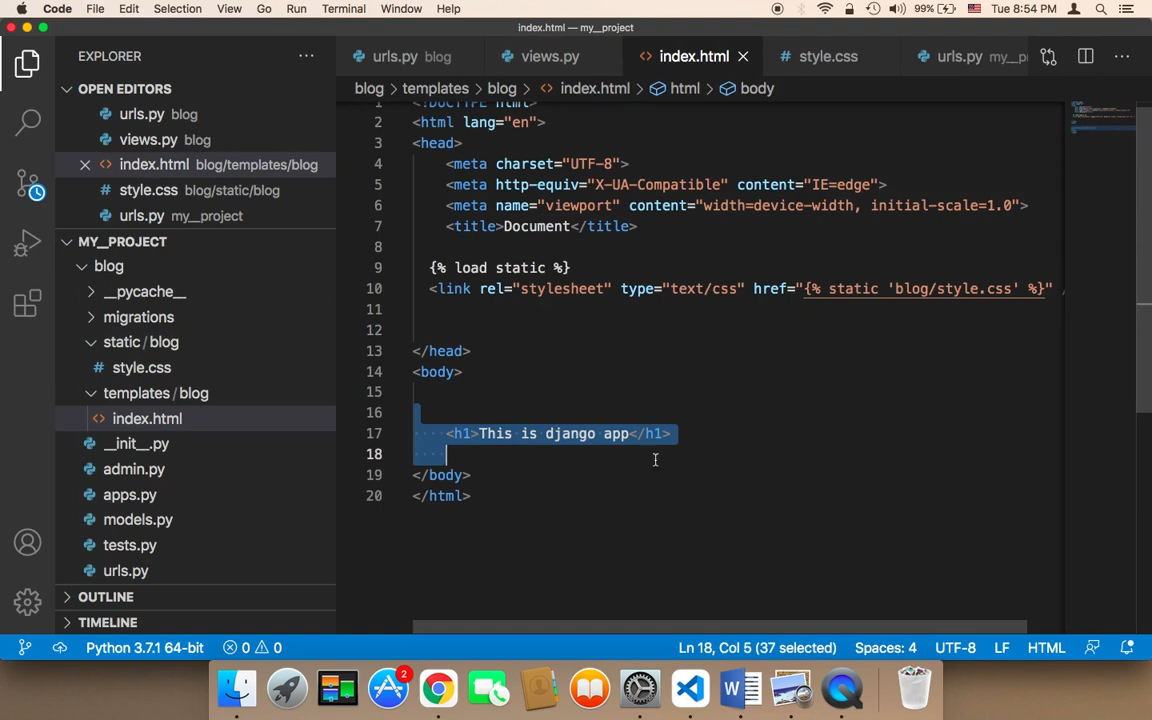 Code File Edit Selection View Go Run Terminal Window Help 99% Tue 8:54 PM
index.html — my__project
EXPLORER
OPEN EDITORS
urls.py blog
views.py blog
index.html blog/templates/blog
style.css blog/static/blog
urls.py my__project
MY__PROJECT
blog
__pycache__
migrations
static / blog
style.css
templates / blog
index.html
__init__.py
admin.py
apps.py
models.py
tests.py
urls.py
OUTLINE
TIMELINE
urls.py blog views.py index.html style.css urls.py my__p
blog > templates > blog > index.html > html > body
1 <!DOCTYPE html>
2 <html lang="en">
3 <head>
4 <meta charset="UTF-8">
5 <meta http-equiv="X-UA-Compatible" content="IE=edge">
6 <meta name="viewport" content="width=device-width, initial-scale=1.0">
7 <title>Document</title>
8
9 {% load static %}
10 <link rel="stylesheet" type="text/css" href="{% static 'blog/style.css' %}" /
11
12
13 </head>
14 <body>
15
16
17 <h1>This is django app</h1>
18
19 </body>
20 </html>
Python 3.7.1 64-bit 0 0 Ln 18, Col 5 (37 selected) Spaces: 4 UTF-8 LF HTML
2